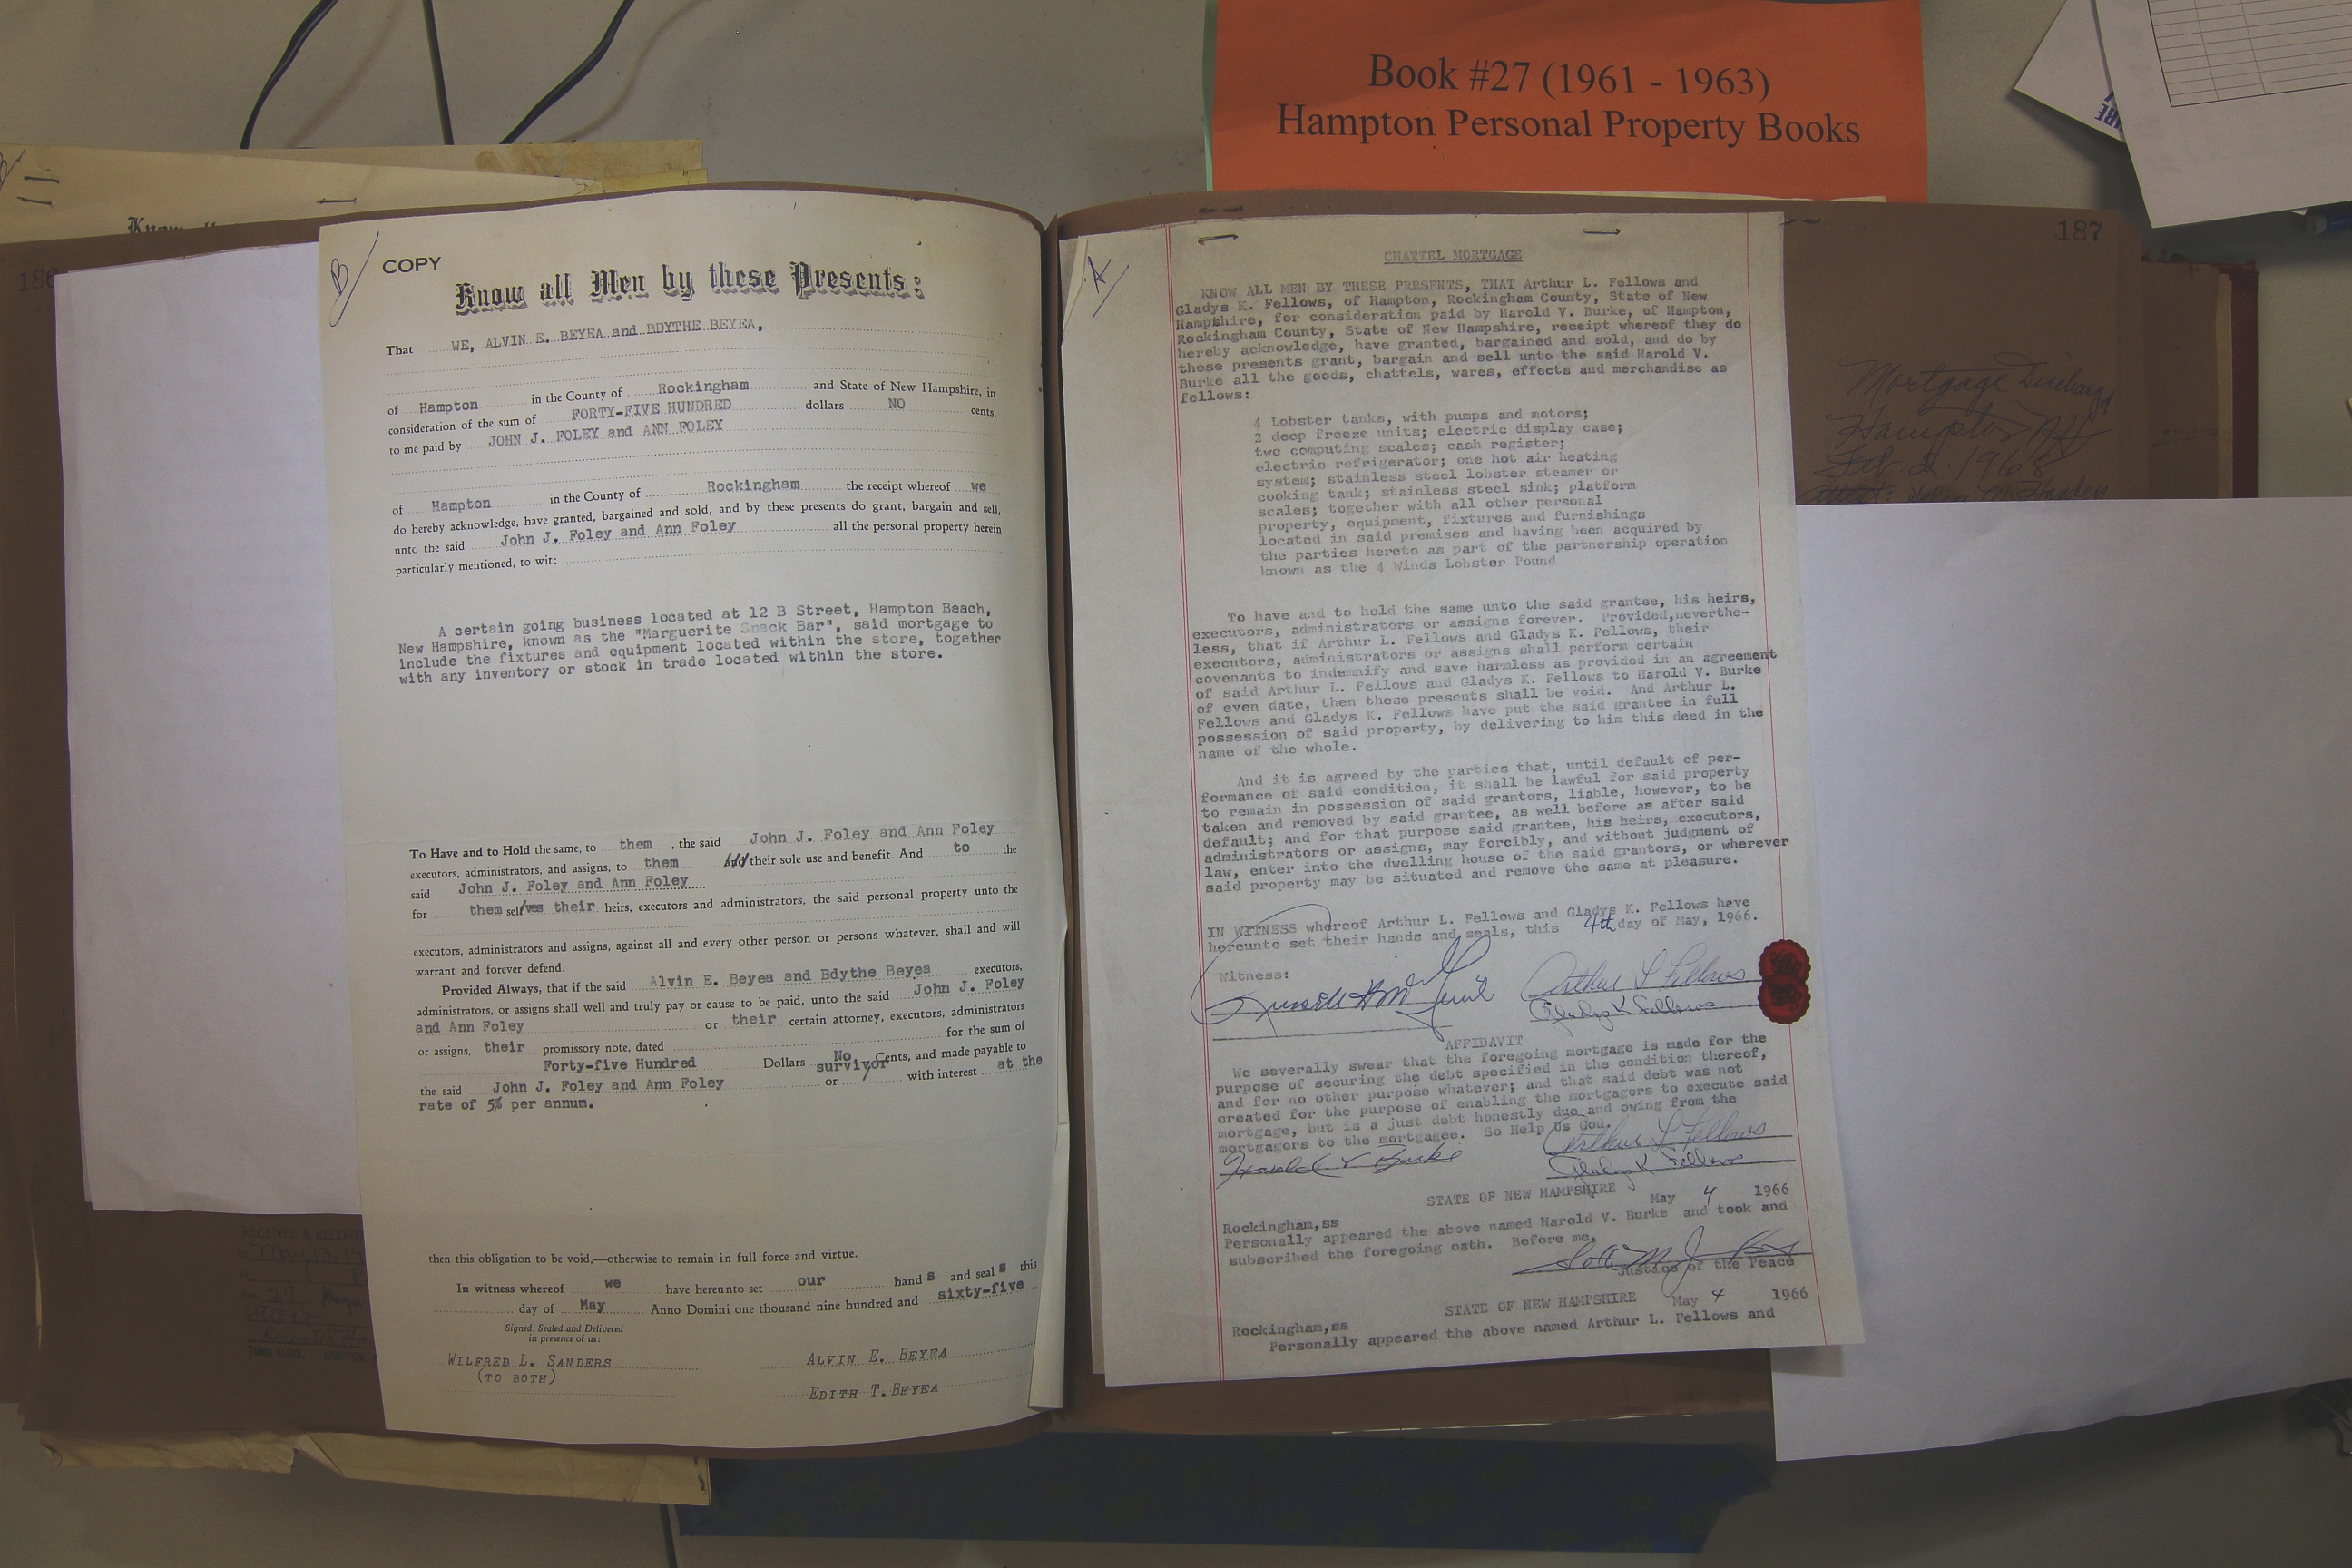 Book #27 (1961 - 1963)
Hampton Personal Property Books
186
B/
COPY
Know all Men by these Presents:
That WE, ALVIN E. BEYEA and BDYTHE BEYEA,
of Hampton in the County of Rockingham and State of New Hampshire, in
consideration of the sum of FORTY-FIVE HUNDRED dollars NO cents,
to me paid by JOHN J. FOLEY and ANN FOLEY
of Hampton in the County of Rockingham the receipt whereof we
do hereby acknowledge, have granted, bargained and sold, and by these presents do grant, bargain and sell,
unto the said John J. Foley and Ann Foley all the personal property herein
particularly mentioned, to wit:
A certain going business located at 12 B Street, Hampton Beach,
New Hampshire, known as the "Marguerite Snack Bar", said mortgage to
include the fixtures and equipment located within the store, together
with any inventory or stock in trade located within the store.
To Have and to Hold the same, to them , the said John J. Foley and Ann Foley
executors, administrators, and assigns, to them their sole use and benefit. And to the
said John J. Foley and Ann Foley
for them selves their heirs, executors and administrators, the said personal property unto the
executors, administrators and assigns, against all and every other person or persons whatever, shall and will
warrant and forever defend.
Provided Always, that if the said Alvin E. Beyea and Bdythe Beyea executors,
administrators, or assigns shall well and truly pay or cause to be paid, unto the said John J. Foley
and Ann Foley or their certain attorney, executors, administrators
or assigns, their promissory note, dated for the sum of
Forty-five Hundred Dollars No Cents, and made payable to
the said John J. Foley and Ann Foley or survivor with interest at the
rate of 5% per annum.
then this obligation to be void,—otherwise to remain in full force and virtue.
In witness whereof we have hereunto set our hand s and seal s this
day of May Anno Domini one thousand nine hundred and sixty-five
Signed, Sealed and Delivered
in presence of us:
WILFRED L. SANDERS
(TO BOTH)
ALVIN E. BEYEA
EDITH T. BEYEA
RECEIVED & RECORD
May 13, 19
27
TOWN CLERK, HAMPTON,
187
A/
CHATTEL MORTGAGE
KNOW ALL MEN BY THESE PRESENTS, THAT Arthur L. Fellows and
Gladys K. Fellows, of Hampton, Rockingham County, State of New
Hampshire, for consideration paid by Harold V. Burke, of Hampton,
Rockingham County, State of New Hampshire, receipt whereof they do
hereby acknowledge, have granted, bargained and sold, and do by
these presents grant, bargain and sell unto the said Harold V.
Burke all the goods, chattels, wares, effects and merchandise as
follows:
4 Lobster tanks, with pumps and motors;
2 deep freeze units; electric display case;
two computing scales; cash register;
electric refrigerator; one hot air heating
system; stainless steel lobster steamer or
cooking tank; stainless steel sink; platform
scales; together with all other personal
property, equipment, fixtures and furnishings
located in said premises and having been acquired by
the parties hereto as part of the partnership operation
known as the 4 Winds Lobster Pound
To have and to hold the same unto the said grantee, his heirs,
executors, administrators or assigns forever. Provided,neverthe-
less, that if Arthur L. Fellows and Gladys K. Fellows, their
executors, administrators or assigns shall perform certain
covenants to indemnify and save harmless as provided in an agreement
of said Arthur L. Fellows and Gladys K. Fellows to Harold V. Burke
of even date, then these presents shall be void. And Arthur L.
Fellows and Gladys K. Fellows have put the said grantee in full
possession of said property, by delivering to him this deed in the
name of the whole.
And it is agreed by the parties that, until default of per-
formance of said condition, it shall be lawful for said property
to remain in possession of said grantors, liable, however, to be
taken and removed by said grantee, as well before as after said
default; and for that purpose said grantee, his heirs, executors,
administrators or assigns, may forcibly, and without judgment of
law, enter into the dwelling house of the said grantors, or wherever
said property may be situated and remove the same at pleasure.
IN WITNESS whereof Arthur L. Fellows and Gladys K. Fellows have
hereunto set their hands and seals, this 4th day of May, 1966.
Witness:
Arthur L Fellows
Gladys K Fellows
AFFIDAVIT
We severally swear that the foregoing mortgage is made for the
purpose of securing the debt specified in the condition thereof,
and for no other purpose whatever; and that said debt was not
created for the purpose of enabling the mortgagors to execute said
mortgage, but is a just debt honestly due and owing from the
mortgagors to the mortgagee. So Help Us God.
Arthur L Fellows
Harold V Burke
Gladys K Fellows
STATE OF NEW HAMPSHIRE May 4 1966
Rockingham,ss
Personally appeared the above named Harold V. Burke and took and
subscribed the foregoing oath. Before me,
Justice of the Peace
STATE OF NEW HAMPSHIRE May 4 1966
Rockingham,ss
Personally appeared the above named Arthur L. Fellows and
Mortgage Discharged
Hampton NH
Feb. 2. 1968